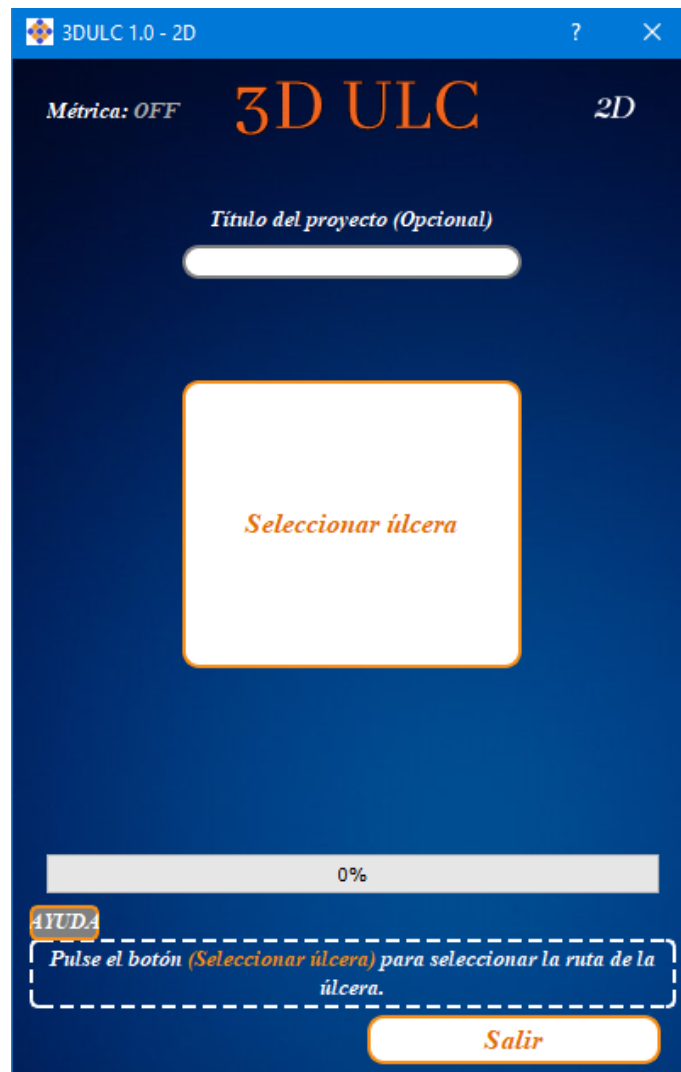 3DULC 1.0 - 2D
?
Métrica: OFF
3D ULC
2D
Título del proyecto (Opcional)
Seleccionar úlcera
0%
AYUDA
Pulse el botón (Seleccionar úlcera) para seleccionar la ruta de la
úlcera.
Salir